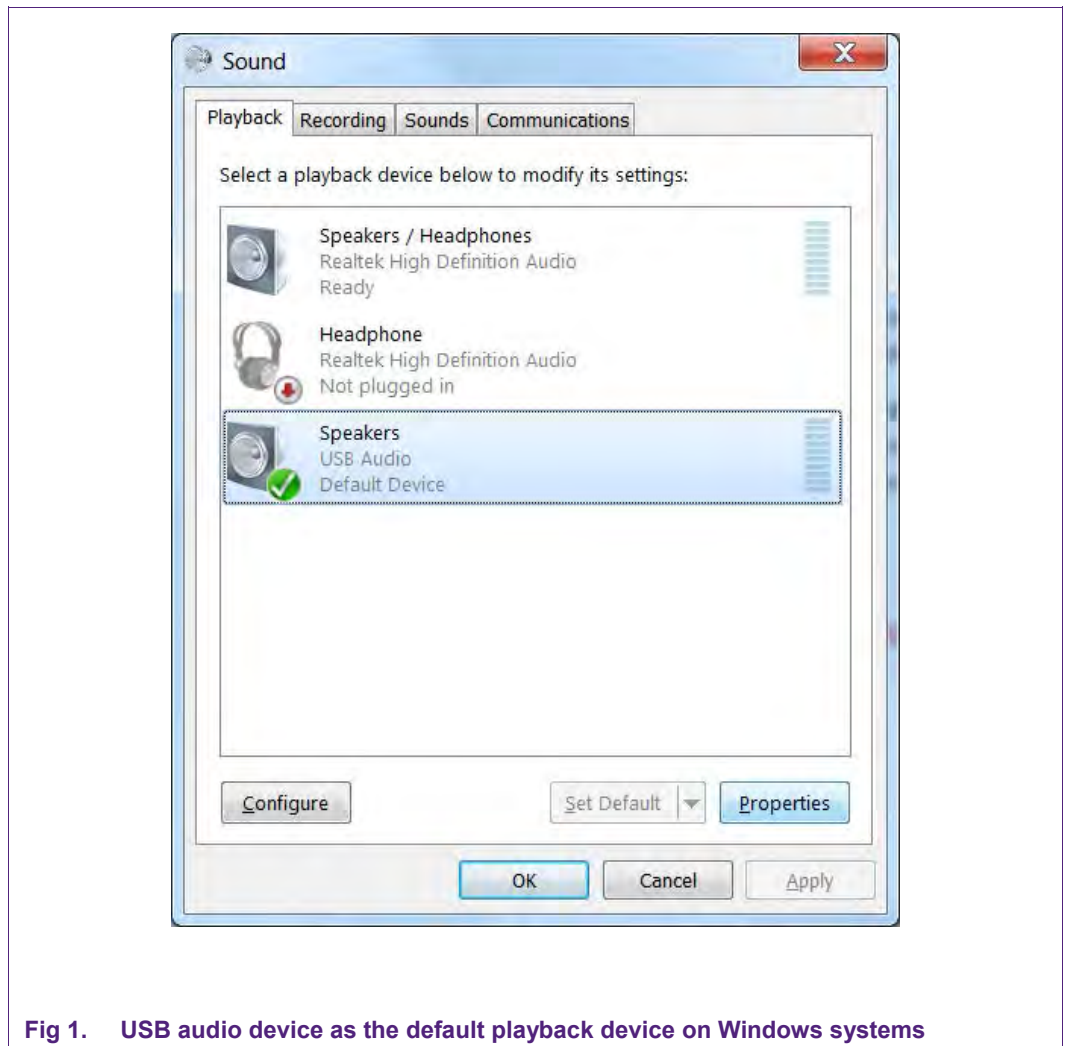 Sound
Playback Recording Sounds Communications
Select a playback device below to modify its settings:
Speakers / Headphones
Realtek High Definition Audio
Ready
Headphone
Realtek High Definition Audio
Not plugged in
Speakers
USB Audio
Default Device
Configure Set Default Properties
OK Cancel Apply
Fig 1. USB audio device as the default playback device on Windows systems